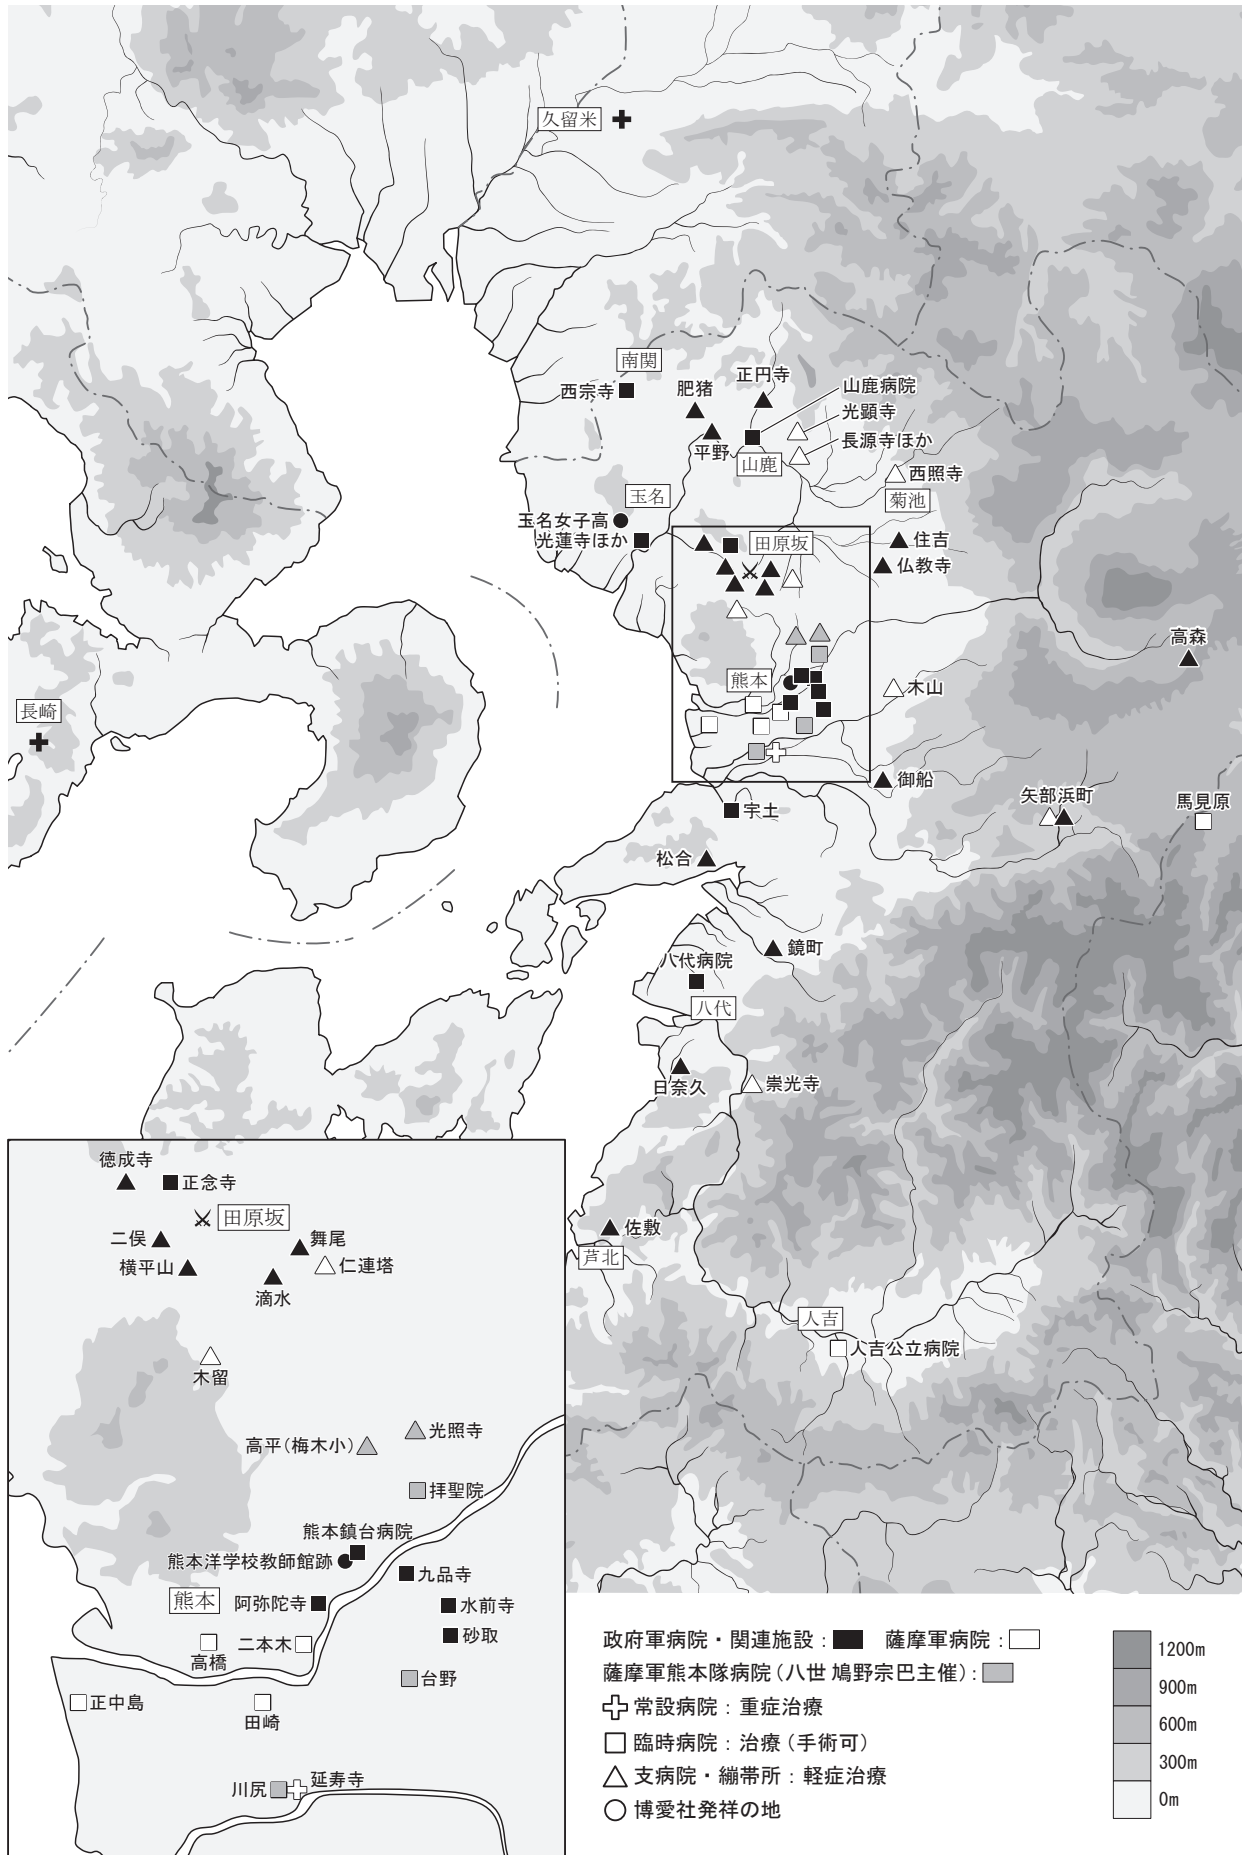 久留米
南関
西宗寺
肥猪
正円寺
山鹿病院
光顕寺
平野
長源寺ほか
山鹿
西照寺
菊池
玉名
玉名女子高
光蓮寺ほか
田原坂
住吉
仏教寺
高森
熊本
木山
長崎
御船
矢部浜町
馬見原
宇土
松合
鏡町
八代病院
八代
日奈久
崇光寺
佐敷
芦北
人吉
人吉公立病院
徳成寺
正念寺
田原坂
二俣
舞尾
横平山
仁連塔
滴水
木留
高平(梅木小)
光照寺
拝聖院
熊本鎮台病院
熊本洋学校教師館跡
九品寺
熊本
阿弥陀寺
水前寺
砂取
二本木
高橋
台野
正中島
田崎
川尻
延寿寺
政府軍病院・関連施設: 薩摩軍病院:
薩摩軍熊本隊病院(八世 鳩野宗巴主催):
常設病院:重症治療
臨時病院:治療(手術可)
支病院・繃帯所:軽症治療
博愛社発祥の地
1200m
900m
600m
300m
0m